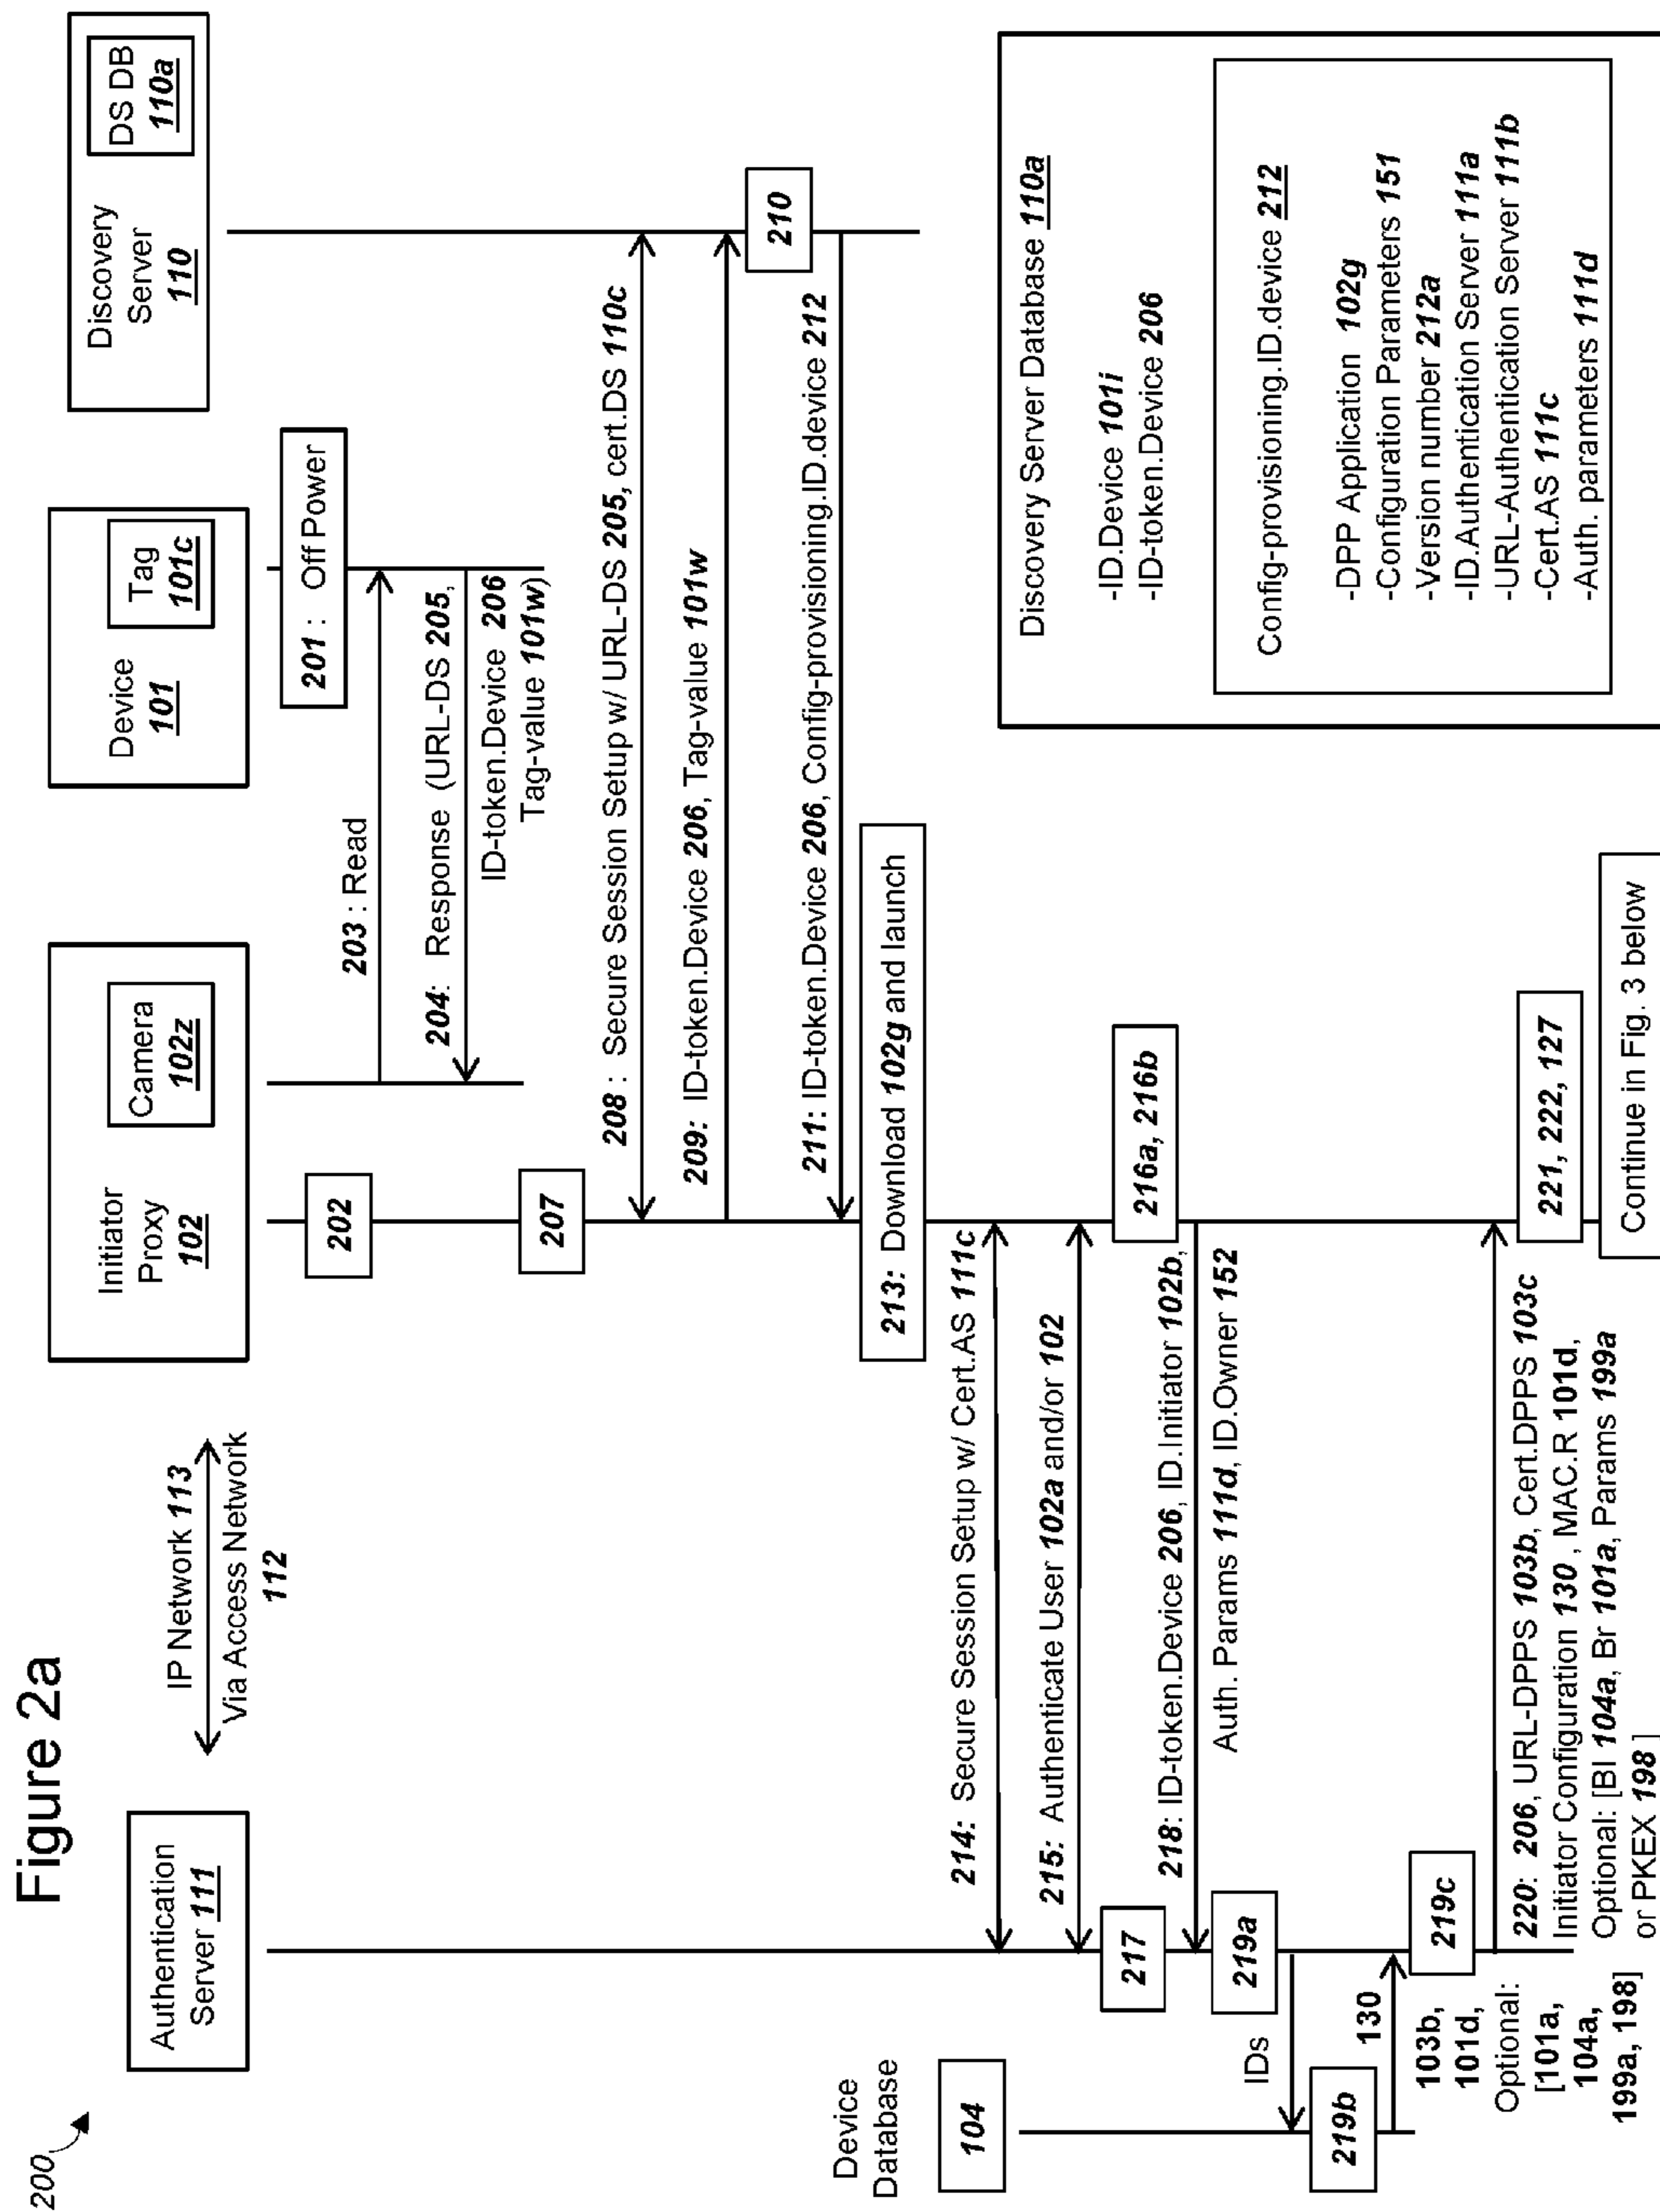 Figure 2a
200
Authentication
Server 111
IP Network 113
Via Access Network
112
Initiator
Proxy
102
Camera
102z
Device
101
Tag
101c
Discovery
Server
110
DS DB
110a
201 : Off Power
202
203 : Read
204: Response (URL-DS 205,
ID-token.Device 206
Tag-value 101w)
207
208 : Secure Session Setup w/ URL-DS 205, cert.DS 110c
209: ID-token.Device 206, Tag-value 101w
210
211: ID-token.Device 206, Config-provisioning.ID.device 212
213: Download 102g and launch
214: Secure Session Setup w/ Cert.AS 111c
215: Authenticate User 102a and/or 102
216a, 216b
217
218: ID-token.Device 206, ID.Initiator 102b,
Auth. Params 111d, ID.Owner 152
Device
Database
104
219a
IDs
219b
130
219c
103b,
101d,
Optional:
[101a,
104a,
199a, 198]
220: 206, URL-DPPS 103b, Cert.DPPS 103c
Initiator Configuration 130 , MAC.R 101d,
Optional: [BI 104a, Br 101a, Params 199a
or PKEX 198 ]
221, 222, 127
Continue in Fig. 3 below
Discovery Server Database 110a
-ID.Device 101i
-ID-token.Device 206
Config-provisioning.ID.device 212
-DPP Application 102g
-Configuration Parameters 151
-Version number 212a
-ID.Authentication Server 111a
-URL-Authentication Server 111b
-Cert.AS 111c
-Auth. parameters 111d